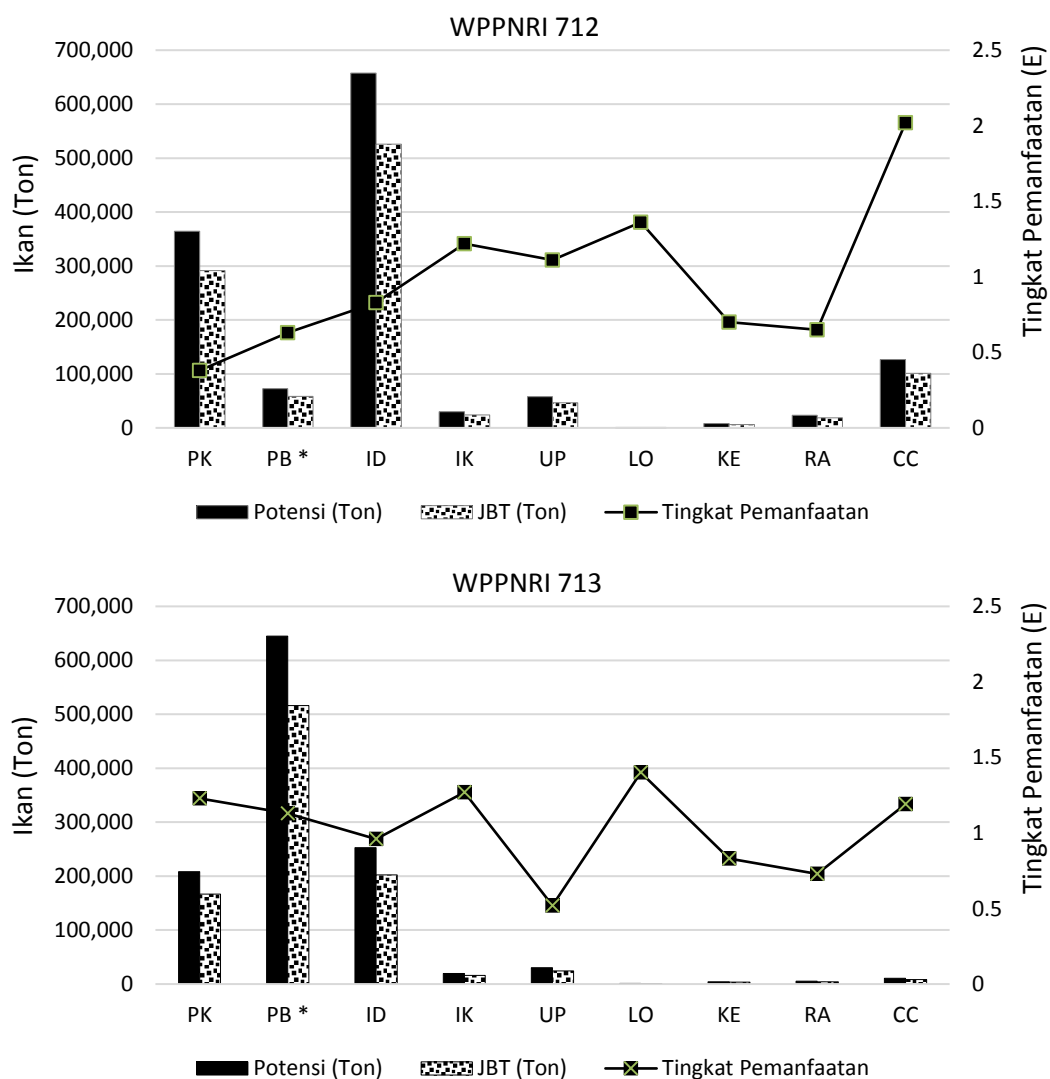 WPPNRI 712
Ikan (Ton)
700,000
600,000
500,000
400,000
300,000
200,000
100,000
0
2.5
2
1.5
1
0.5
0
Tingkat Pemanfaatan (E)
PK PB * ID IK UP LO KE RA CC
Potensi (Ton) JBT (Ton) Tingkat Pemanfaatan
WPPNRI 713
Ikan (Ton)
700,000
600,000
500,000
400,000
300,000
200,000
100,000
0
2.5
2
1.5
1
0.5
0
Tingkat Pemanfaatan (E)
PK PB * ID IK UP LO KE RA CC
Potensi (Ton) JBT (Ton) Tingkat Pemanfaatan